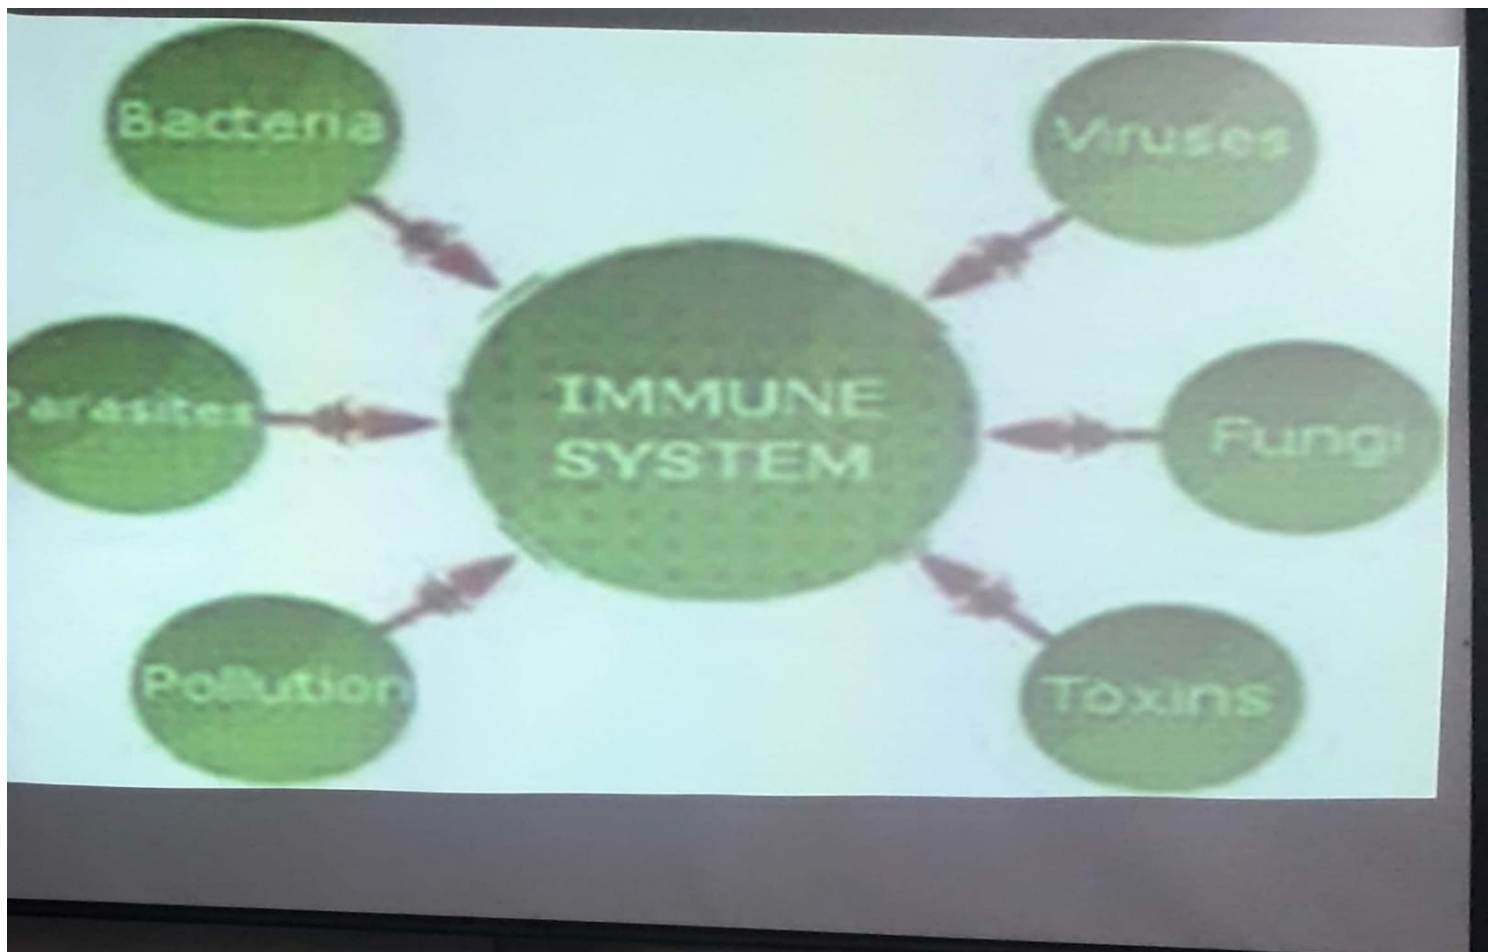 Bacteria
Viruses
Parasites
IMMUNE
SYSTEM
Fungi
Pollution
Toxins